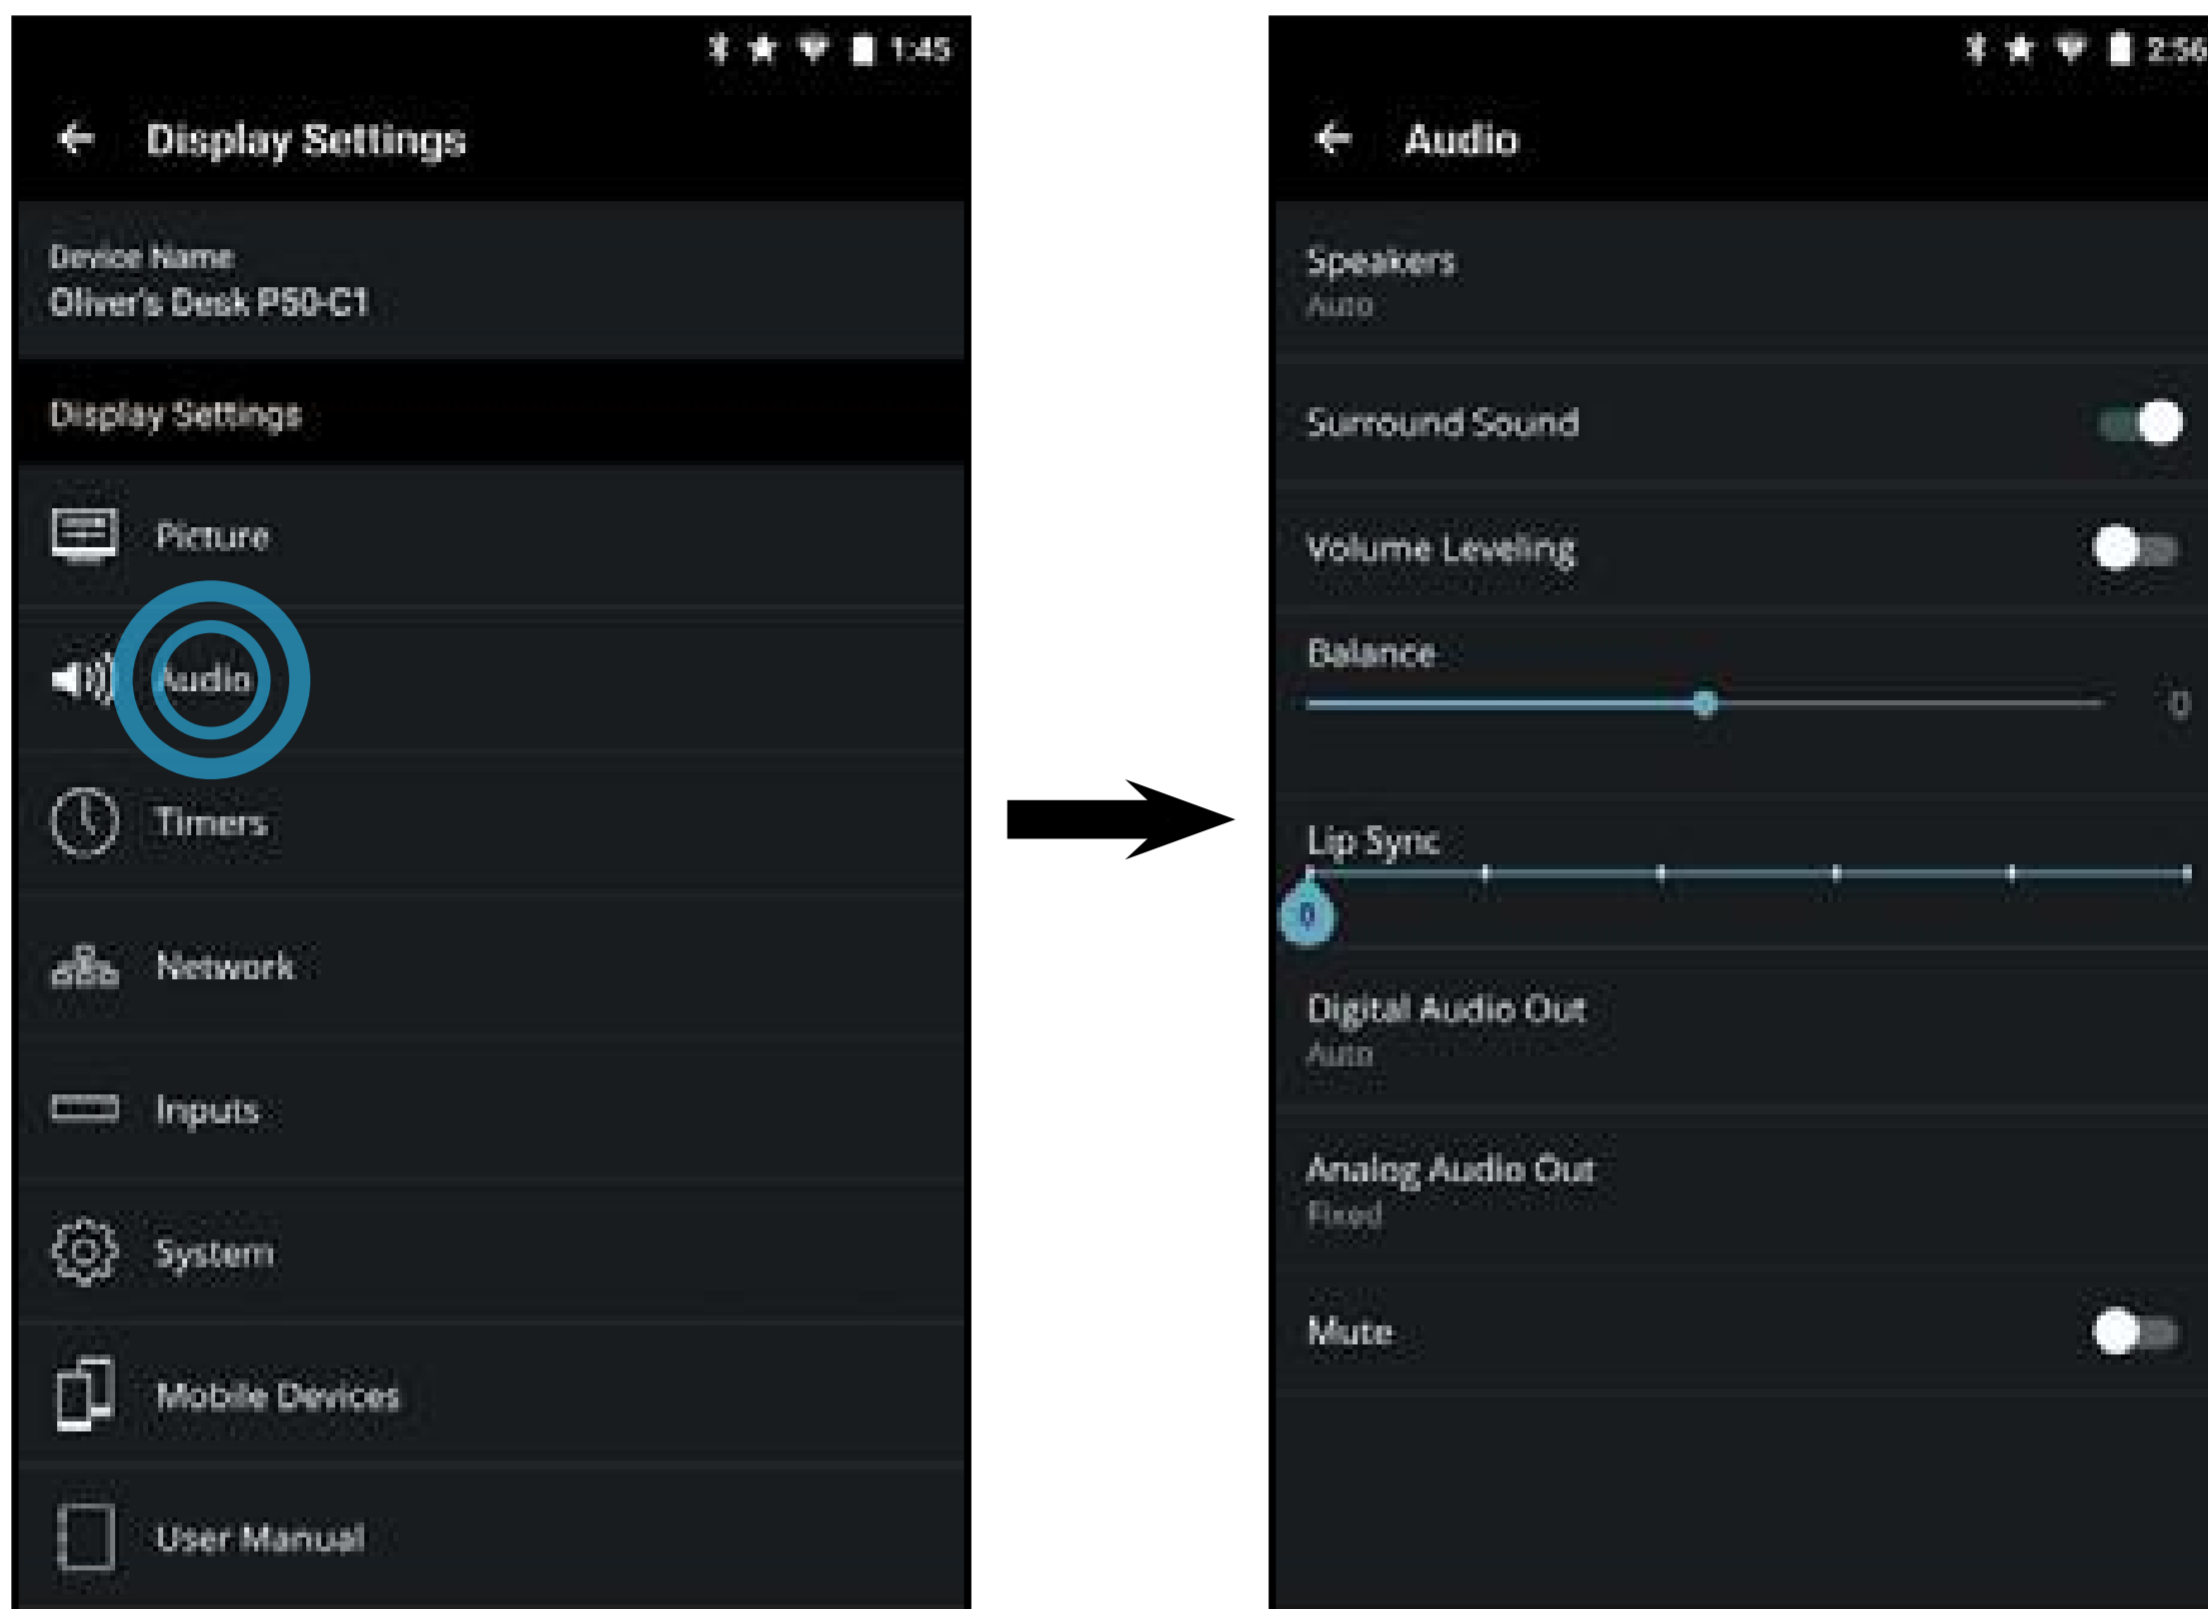 1:45
Display Settings
Device Name
Oliver's Desk P50-C1
Display Settings
Picture
Audio
Timers
Network
Inputs
System
Mobile Devices
User Manual
2:56
Audio
Speakers
Auto
Surround Sound
Volume Leveling
Balance
0
Lip Sync
0
Digital Audio Out
Auto
Analog Audio Out
Fixed
Mute